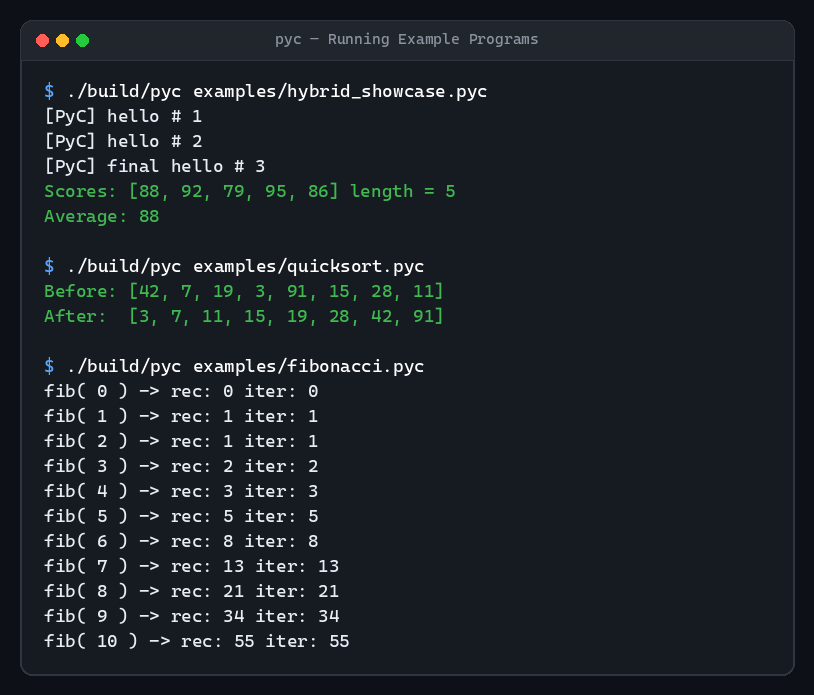 pyc — Running Example Programs
$ ./build/pyc examples/hybrid_showcase.pyc
[PyC] hello # 1
[PyC] hello # 2
[PyC] final hello # 3
Scores: [88, 92, 79, 95, 86] length = 5
Average: 88
$ ./build/pyc examples/quicksort.pyc
Before: [42, 7, 19, 3, 91, 15, 28, 11]
After:  [3, 7, 11, 15, 19, 28, 42, 91]
$ ./build/pyc examples/fibonacci.pyc
fib( 0 ) -> rec: 0 iter: 0
fib( 1 ) -> rec: 1 iter: 1
fib( 2 ) -> rec: 1 iter: 1
fib( 3 ) -> rec: 2 iter: 2
fib( 4 ) -> rec: 3 iter: 3
fib( 5 ) -> rec: 5 iter: 5
fib( 6 ) -> rec: 8 iter: 8
fib( 7 ) -> rec: 13 iter: 13
fib( 8 ) -> rec: 21 iter: 21
fib( 9 ) -> rec: 34 iter: 34
fib( 10 ) -> rec: 55 iter: 55